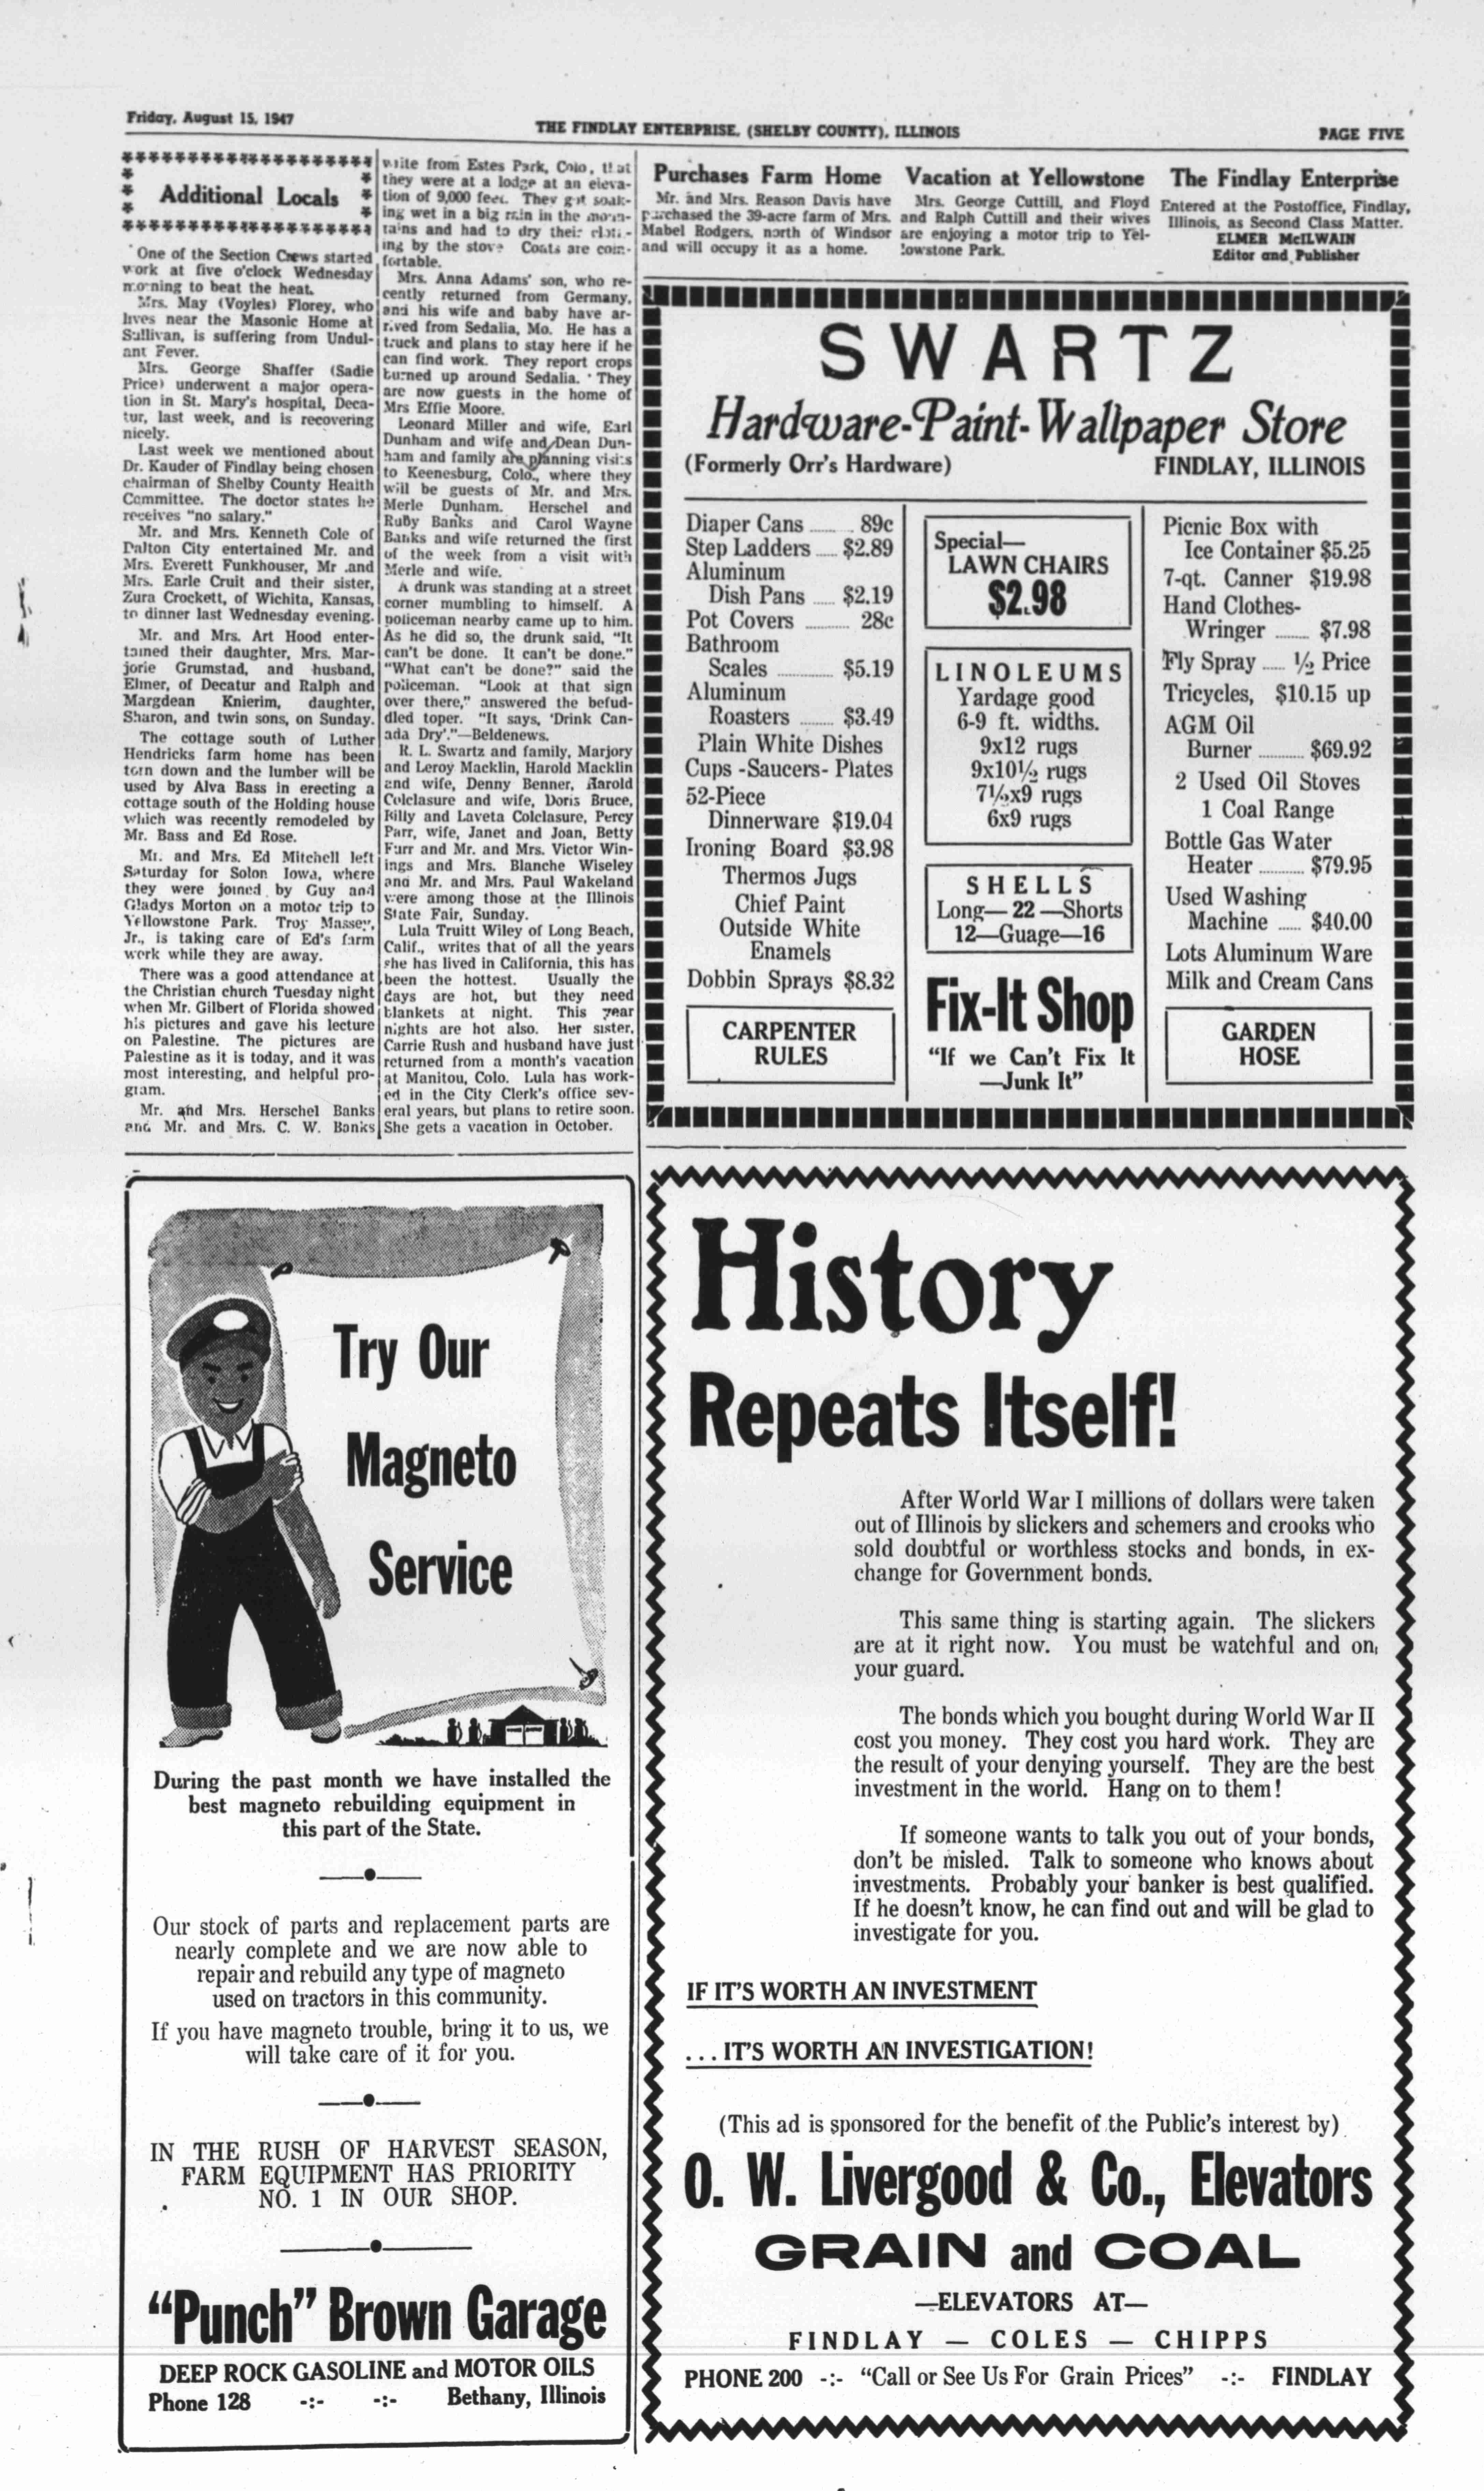 Friday, August 15, 1947
THE FINDLAY ENTERPRISE, (SHELBY COUNTY), ILLINOIS
PAGE FIVE
Additional Locals
One of the Section Crews started
work at five o'clock Wednesday
morning to beat the heat.
Mrs. May (Voyles) Florey, who
lives near the Masonic Home at
Sullivan, is suffering from Undul-
ant Fever.
Mrs. George Shaffer (Sadie
Price) underwent a major opera-
tion in St. Mary's hospital, Deca-
tur, last week, and is recovering
nicely.
Last week we mentioned about
Dr. Kauder of Findlay being chosen
chairman of Shelby County Health
Committee. The doctor states he
receives "no salary."
Mr. and Mrs. Kenneth Cole of
Dalton City entertained Mr. and
Mrs. Everett Funkhouser, Mr .and
Mrs. Earle Cruit and their sister,
Zura Crockett, of Wichita, Kansas,
to dinner last Wednesday evening.
Mr. and Mrs. Art Hood enter-
tained their daughter, Mrs. Mar-
jorie Grumstad, and husband,
Elmer, of Decatur and Ralph and
Margdean Knierim, daughter,
Sharon, and twin sons, on Sunday.
The cottage south of Luther
Hendricks farm home has been
torn down and the lumber will be
used by Alva Bass in erecting a
cottage south of the Holding house
which was recently remodeled by
Mr. Bass and Ed Rose.
Mr. and Mrs. Ed Mitchell left
Saturday for Solon Iowa, where
they were joined by Guy and
Gladys Morton on a motor trip to
Yellowstone Park. Troy Massey,
Jr., is taking care of Ed's farm
work while they are away.
There was a good attendance at
the Christian church Tuesday night
when Mr. Gilbert of Florida showed
his pictures and gave his lecture
on Palestine. The pictures are
Palestine as it is today, and it was
most interesting, and helpful pro-
gram.
Mr. and Mrs. Herschel Banks
and Mr. and Mrs. C. W. Banks
write from Estes Park, Colo, that
they were at a lodge at an eleva-
tion of 9,000 feet. They got soak-
ing wet in a big rain in the moun-
tains and had to dry their cloth-
ing by the stove Coats are com-
fortable.
Mrs. Anna Adams' son, who re-
cently returned from Germany,
and his wife and baby have ar-
rived from Sedalia, Mo. He has a
truck and plans to stay here if he
can find work. They report crops
burned up around Sedalia. They
are now guests in the home of
Mrs Effie Moore.
Leonard Miller and wife, Earl
Dunham and wife and Dean Dun-
ham and family are planning visits
to Keenesburg, Colo., where they
will be guests of Mr. and Mrs.
Merle Dunham. Herschel and
Ruby Banks and Carol Wayne
Banks and wife returned the first
of the week from a visit with
Merle and wife.
A drunk was standing at a street
corner mumbling to himself. A
policeman nearby came up to him.
As he did so, the drunk said, "It
can't be done. It can't be done."
"What can't be done?" said the
policeman. "Look at that sign
over there," answered the befud-
dled toper. "It says, 'Drink Can-
ada Dry'."—Beldenews.
R. L. Swartz and family, Marjory
and Leroy Macklin, Harold Macklin
and wife, Denny Benner, Harold
Colclasure and wife, Doris Bruce,
Billy and Laveta Colclasure, Percy
Parr, wife, Janet and Joan, Betty
Furr and Mr. and Mrs. Victor Win-
ings and Mrs. Blanche Wiseley
and Mr. and Mrs. Paul Wakeland
were among those at the Illinois
State Fair, Sunday.
Lula Truitt Wiley of Long Beach,
Calif., writes that of all the years
she has lived in California, this has
been the hottest. Usually the
days are hot, but they need
blankets at night. This year
nights are hot also. Her sister,
Carrie Rush and husband have just
returned from a month's vacation
at Manitou, Colo. Lula has work-
ed in the City Clerk's office sev-
eral years, but plans to retire soon.
She gets a vacation in October.
Purchases Farm Home
Mr. and Mrs. Reason Davis have
purchased the 39-acre farm of Mrs.
Mabel Rodgers, north of Windsor
and will occupy it as a home.
Vacation at Yellowstone
Mrs. George Cuttill, and Floyd
and Ralph Cuttill and their wives
are enjoying a motor trip to Yel-
lowstone Park.
The Findlay Enterprise
Entered at the Postoffice, Findlay,
Illinois, as Second Class Matter.
ELMER McILWAIN
Editor and Publisher
SWARTZ
Hardware-Paint-Wallpaper Store
(Formerly Orr's Hardware)
FINDLAY, ILLINOIS
Diaper Cans ...... 89c
Step Ladders ..... $2.89
Aluminum
Dish Pans ..... $2.19
Pot Covers .......... 28c
Bathroom
Scales ............. $5.19
Aluminum
Roasters ........ $3.49
Plain White Dishes
Cups -Saucers- Plates
52-Piece
Dinnerware $19.04
Ironing Board $3.98
Thermos Jugs
Chief Paint
Outside White
Enamels
Dobbin Sprays $8.32
CARPENTER
RULES
Special—
LAWN CHAIRS
$2.98
LINOLEUMS
Yardage good
6-9 ft. widths.
9x12 rugs
9x10½ rugs
7½x9 rugs
6x9 rugs
SHELLS
Long— 22 —Shorts
12—Guage—16
Fix-It Shop
"If we Can't Fix It
—Junk It"
Picnic Box with
Ice Container $5.25
7-qt. Canner $19.98
Hand Clothes-
Wringer ........ $7.98
Fly Spray ..... ½ Price
Tricycles, $10.15 up
AGM Oil
Burner .......... $69.92
2 Used Oil Stoves
1 Coal Range
Bottle Gas Water
Heater .......... $79.95
Used Washing
Machine ..... $40.00
Lots Aluminum Ware
Milk and Cream Cans
GARDEN
HOSE
Try Our
Magneto
Service
During the past month we have installed the
best magneto rebuilding equipment in
this part of the State.
Our stock of parts and replacement parts are
nearly complete and we are now able to
repair and rebuild any type of magneto
used on tractors in this community.
If you have magneto trouble, bring it to us, we
will take care of it for you.
IN THE RUSH OF HARVEST SEASON,
FARM EQUIPMENT HAS PRIORITY
NO. 1 IN OUR SHOP.
"Punch" Brown Garage
DEEP ROCK GASOLINE and MOTOR OILS
Phone 128 -:- -:- Bethany, Illinois
History
Repeats Itself!
After World War I millions of dollars were taken
out of Illinois by slickers and schemers and crooks who
sold doubtful or worthless stocks and bonds, in ex-
change for Government bonds.
This same thing is starting again. The slickers
are at it right now. You must be watchful and on
your guard.
The bonds which you bought during World War II
cost you money. They cost you hard work. They are
the result of your denying yourself. They are the best
investment in the world. Hang on to them!
If someone wants to talk you out of your bonds,
don't be misled. Talk to someone who knows about
investments. Probably your banker is best qualified.
If he doesn't know, he can find out and will be glad to
investigate for you.
IF IT'S WORTH AN INVESTMENT
... IT'S WORTH AN INVESTIGATION!
(This ad is sponsored for the benefit of the Public's interest by)
O. W. Livergood & Co., Elevators
GRAIN and COAL
—ELEVATORS AT—
FINDLAY — COLES — CHIPPS
PHONE 200 -:- "Call or See Us For Grain Prices" -:- FINDLAY